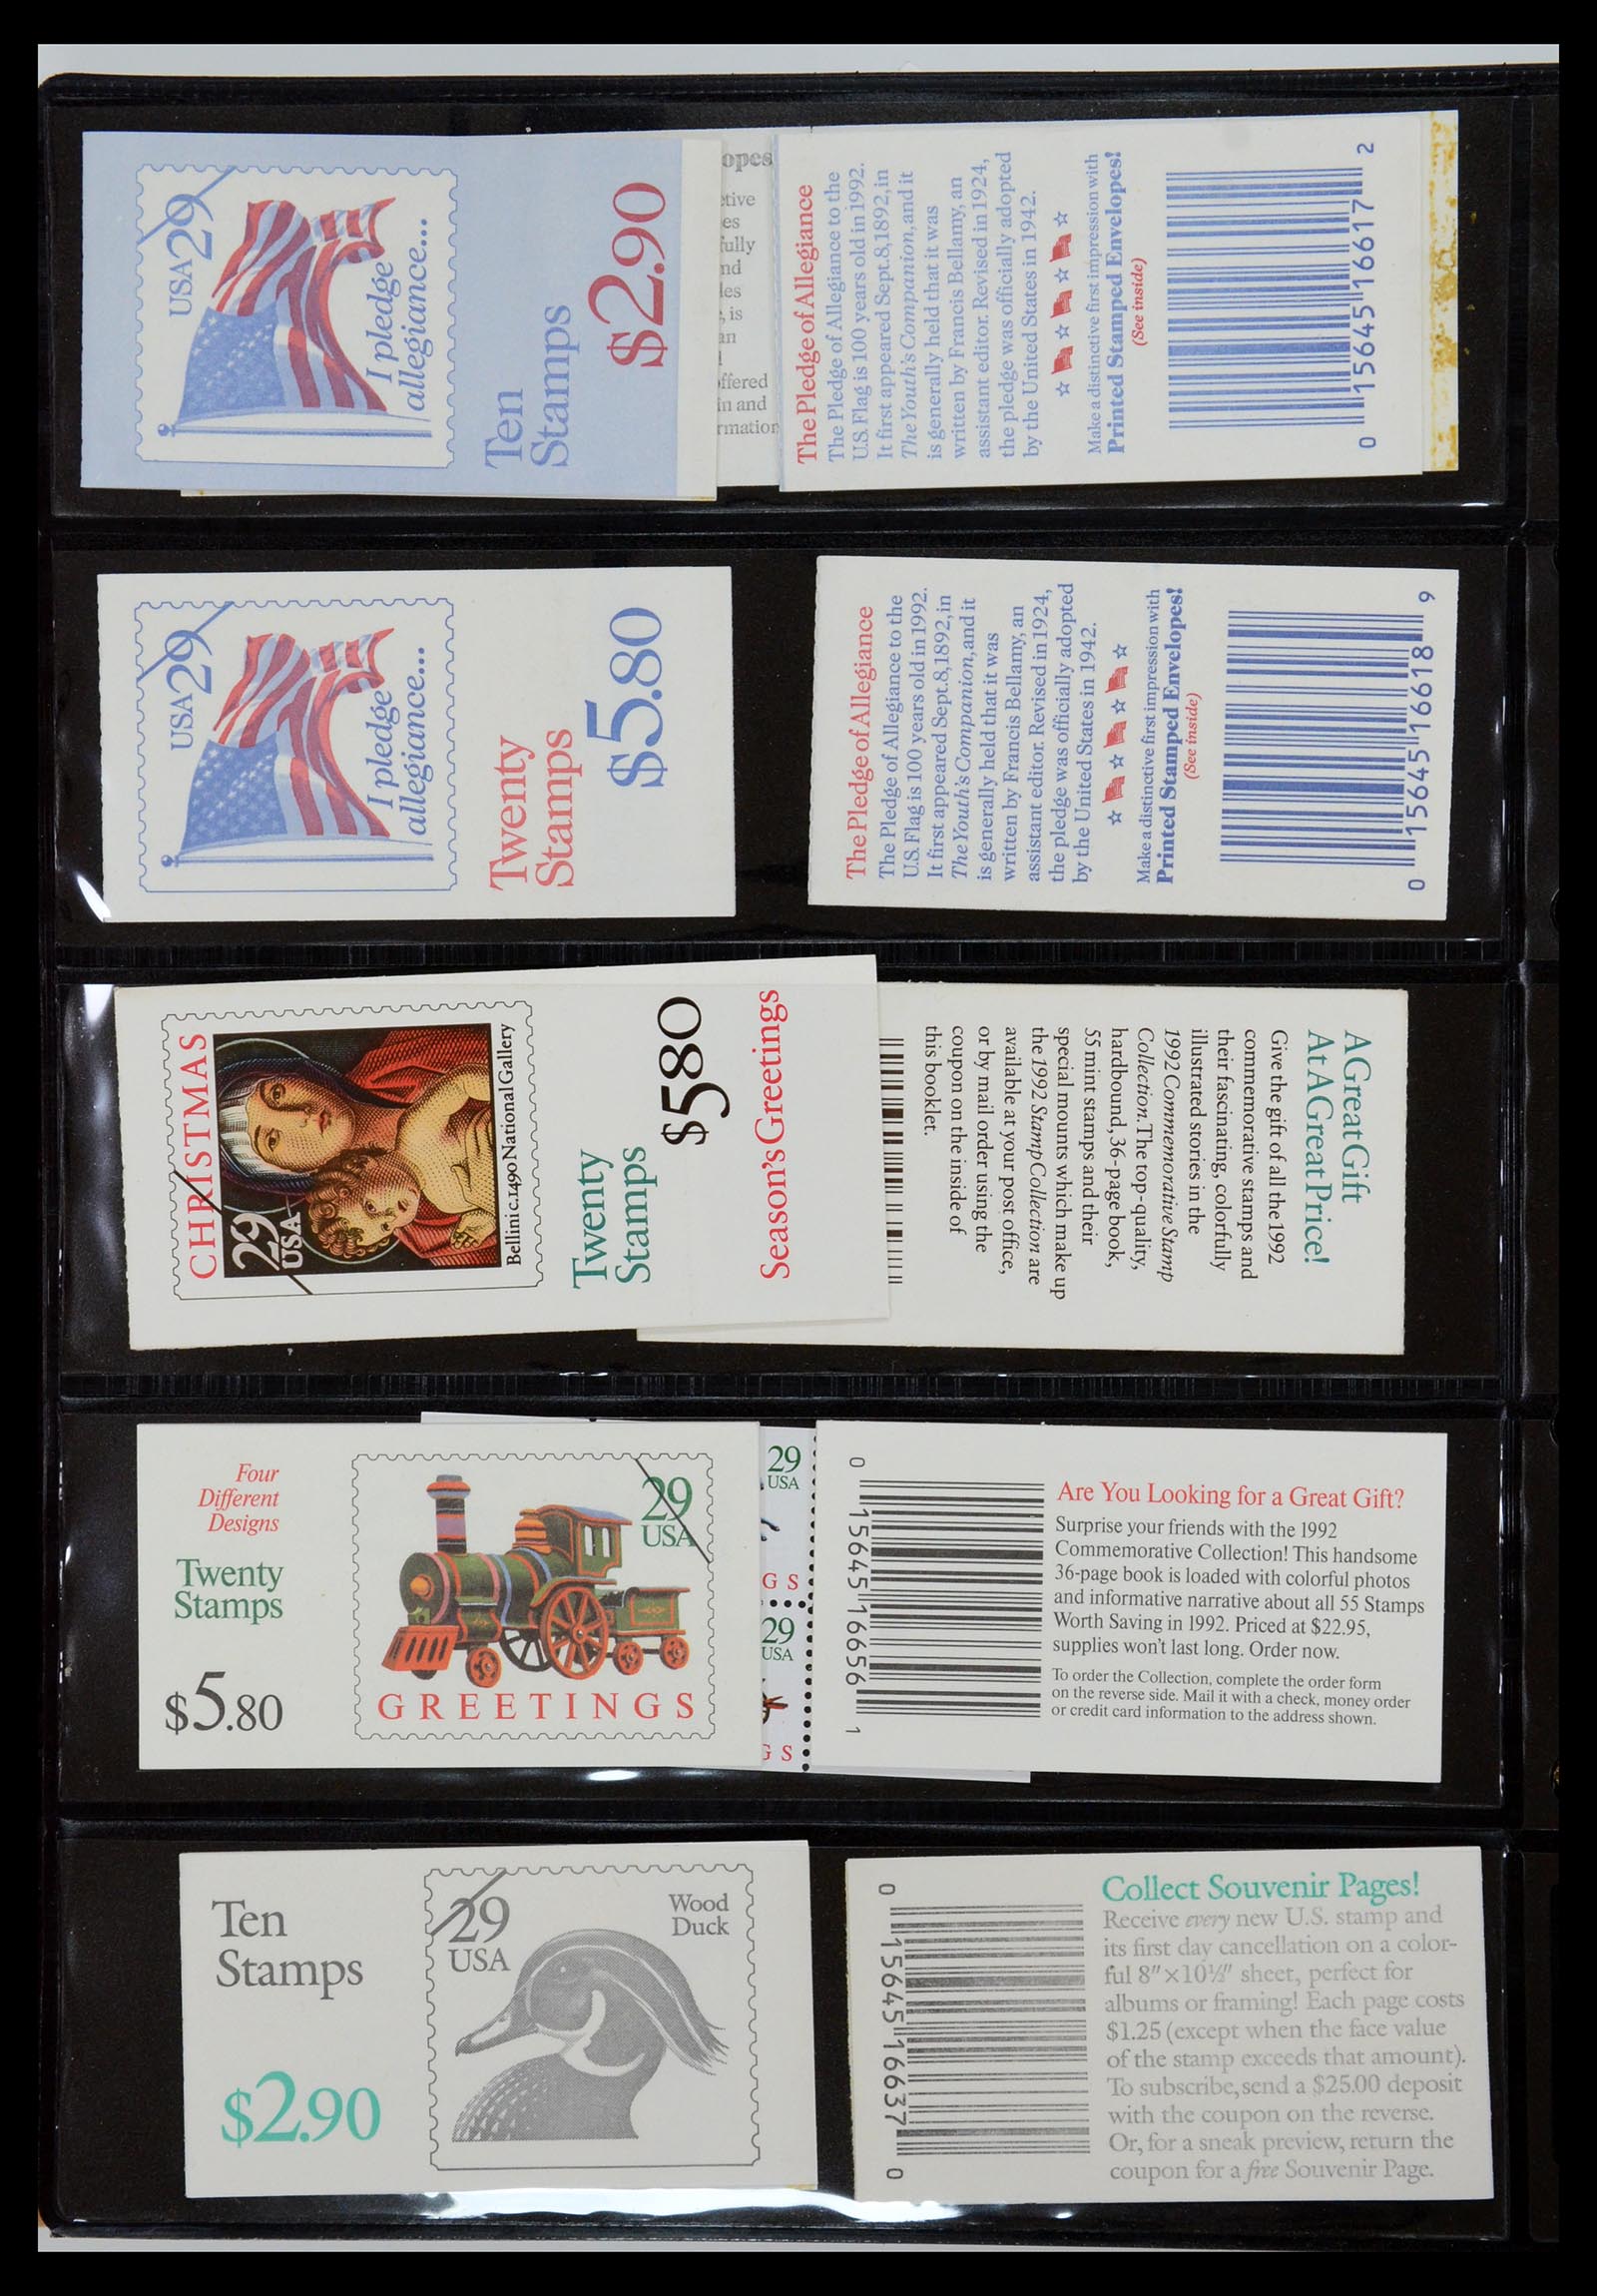 USA 29
I pledge
allegiance...
Ten
Stamps
$2.90
opes
ctive
es
fully
nd
les
, is
an
offered
in and
rmation
The Pledge of Allegiance
The Pledge of Allegiance to the
U.S. Flag is 100 years old in 1992.
It first appeared Sept. 8, 1892, in
The Youth's Companion, and it
is generally held that it was
written by Francis Bellamy, an
assistant editor. Revised in 1924,
the pledge was officially adopted
by the United States in 1942.
Make a distinctive first impression with
Printed Stamped Envelopes!
(See inside)
0 15645 16617 2
USA 29
I pledge
allegiance...
Twenty
Stamps
$5.80
The Pledge of Allegiance
The Pledge of Allegiance to the
U.S. Flag is 100 years old in 1992.
It first appeared Sept. 8, 1892, in
The Youth's Companion, and it
is generally held that it was
written by Francis Bellamy, an
assistant editor. Revised in 1924,
the pledge was officially adopted
by the United States in 1942.
Make a distinctive first impression with
Printed Stamped Envelopes!
(See inside)
0 15645 16618 9
CHRISTMAS
29
USA
Bellini c.1490 National Gallery
Twenty
Stamps
$5.80
Season's Greetings
A Great Gift
At A Great Price!
Give the gift of all the 1992
commemorative stamps and
their fascinating, colorfully
illustrated stories in the
1992 Commemorative Stamp
Collection. The top-quality,
hardbound, 36-page book,
55 mint stamps and their
special mounts which make up
the 1992 Stamp Collection are
available at your post office,
or by mail order using the
coupon on the inside of
this booklet.
Four
Different
Designs
Twenty
Stamps
$5.80
29
USA
GREETINGS
29
USA
G S
29
USA
G S
0 15645 16656 1
Are You Looking for a Great Gift?
Surprise your friends with the 1992
Commemorative Collection! This handsome
36-page book is loaded with colorful photos
and informative narrative about all 55 Stamps
Worth Saving in 1992. Priced at $22.95,
supplies won't last long. Order now.
To order the Collection, complete the order form
on the reverse side. Mail it with a check, money order
or credit card information to the address shown.
Ten
Stamps
$2.90
29
USA
Wood
Duck
0 15645 16637 0
Collect Souvenir Pages!
Receive every new U.S. stamp and
its first day cancellation on a color-
ful 8" × 10½" sheet, perfect for
albums or framing! Each page costs
$1.25 (except when the face value
of the stamp exceeds that amount).
To subscribe, send a $25.00 deposit
with the coupon on the reverse.
Or, for a sneak preview, return the
coupon for a free Souvenir Page.